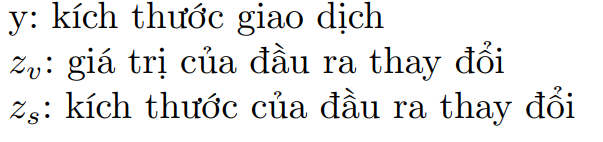 y: kích thước giao dịch
z_v: giá trị của đầu ra thay đổi
z_s: kích thước của đầu ra thay đổi